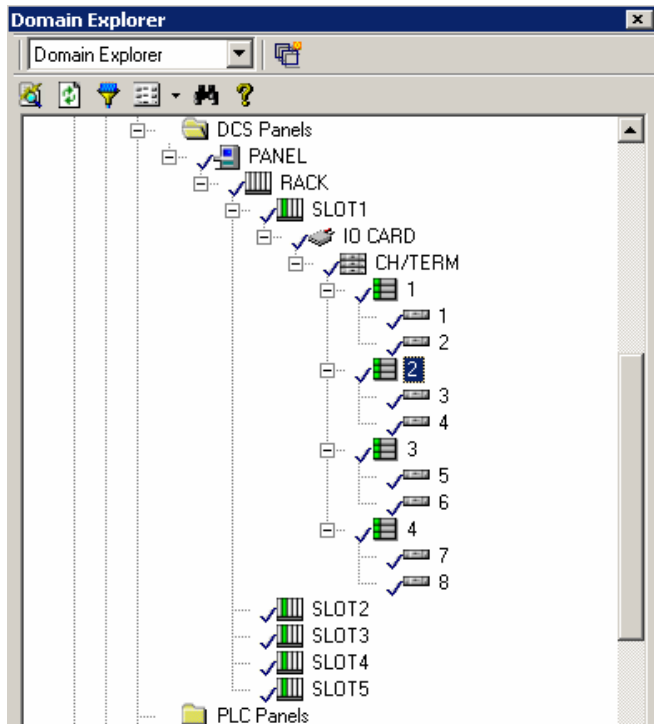 Domain Explorer
Domain Explorer
DCS Panels
PANEL
RACK
SLOT1
IO CARD
CH/TERM
1
1
2
2
3
4
3
5
6
4
7
8
SLOT2
SLOT3
SLOT4
SLOT5
PLC Panels